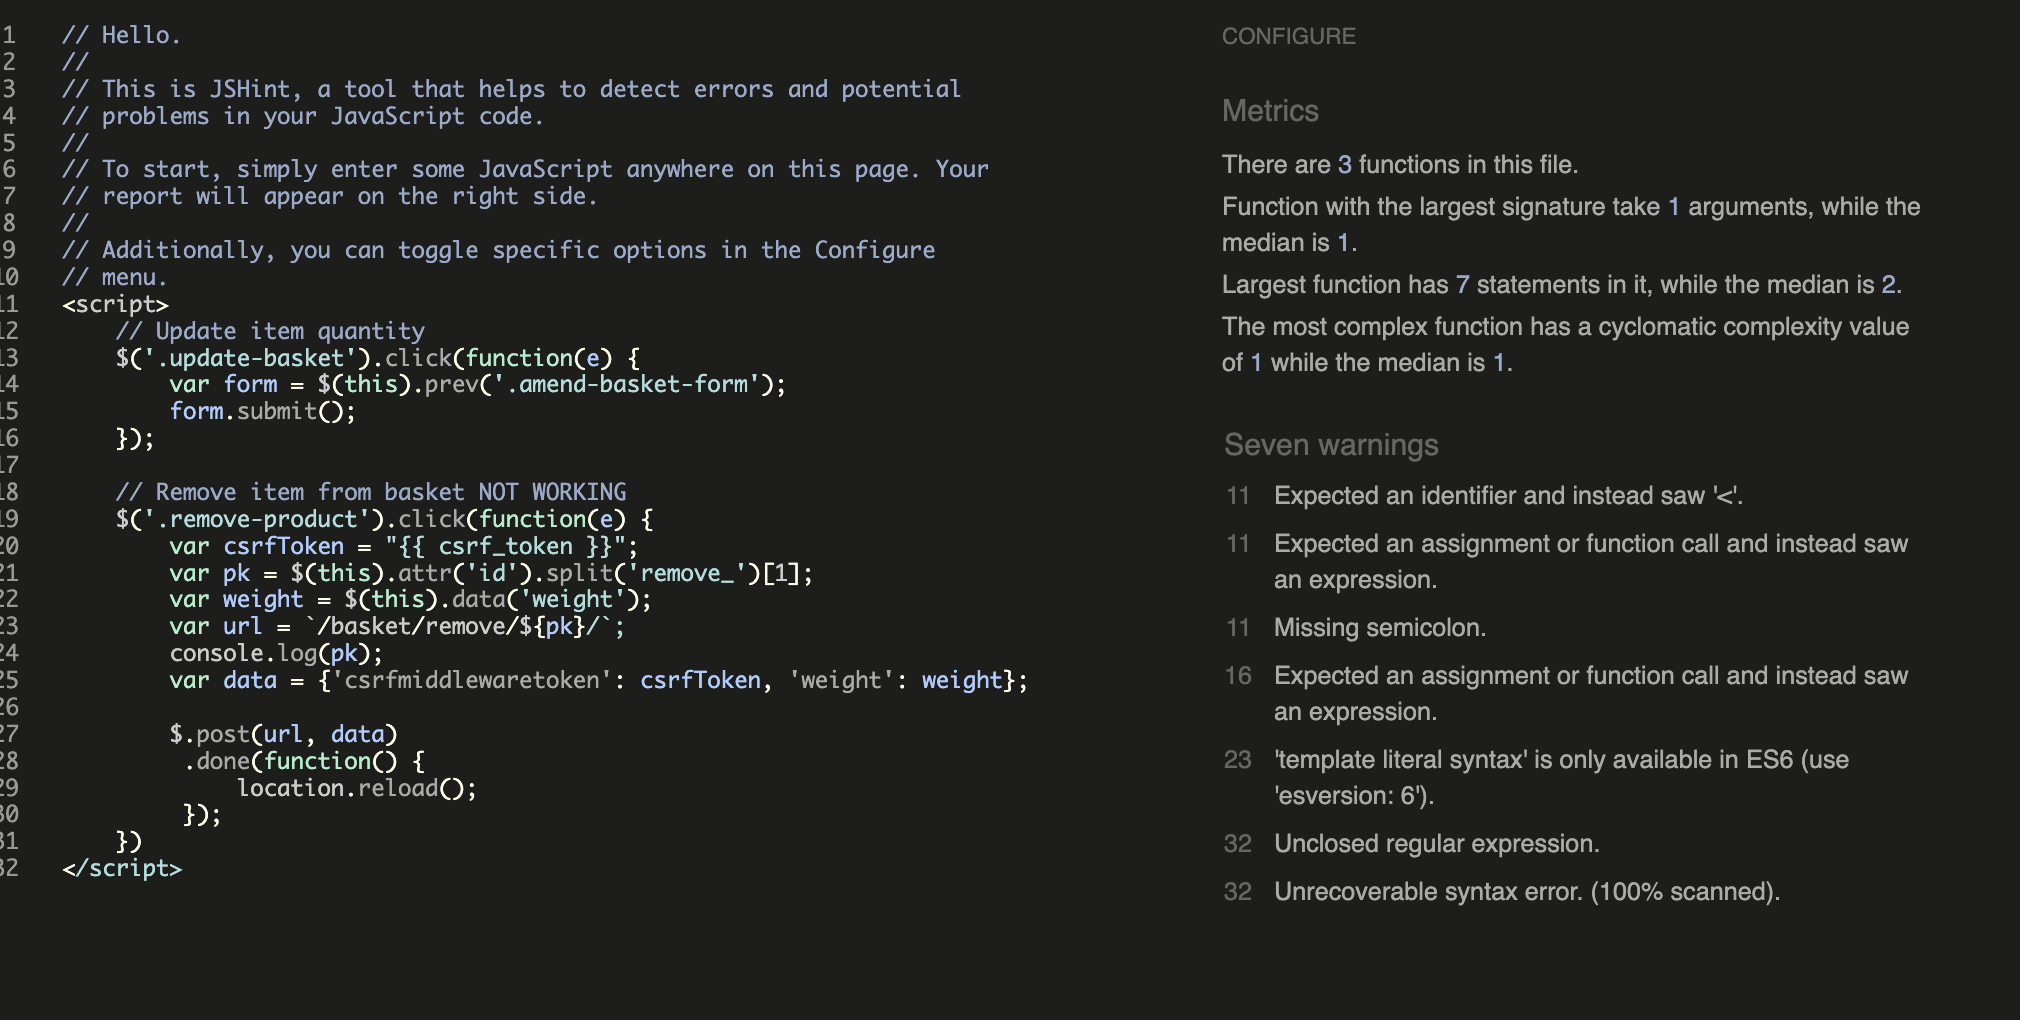 1 // Hello.
2 //
3 // This is JSHint, a tool that helps to detect errors and potential
4 // problems in your JavaScript code.
5 //
6 // To start, simply enter some JavaScript anywhere on this page. Your
7 // report will appear on the right side.
8 //
9 // Additionally, you can toggle specific options in the Configure
10 // menu.
11 <script>
12     // Update item quantity
13     $('.update-basket').click(function(e) {
14         var form = $(this).prev('.amend-basket-form');
15         form.submit();
16     });
17
18     // Remove item from basket NOT WORKING
19     $('.remove-product').click(function(e) {
20         var csrfToken = "{{ csrf_token }}";
21         var pk = $(this).attr('id').split('remove_')[1];
22         var weight = $(this).data('weight');
23         var url = `/basket/remove/${pk}/`;
24         console.log(pk);
25         var data = {'csrfmiddlewaretoken': csrfToken, 'weight': weight};
26
27         $.post(url, data)
28          .done(function() {
29              location.reload();
30          });
31     })
32 </script>
CONFIGURE
Metrics
There are 3 functions in this file.
Function with the largest signature take 1 arguments, while the
median is 1.
Largest function has 7 statements in it, while the median is 2.
The most complex function has a cyclomatic complexity value
of 1 while the median is 1.
Seven warnings
11 Expected an identifier and instead saw '<'.
11 Expected an assignment or function call and instead saw
an expression.
11 Missing semicolon.
16 Expected an assignment or function call and instead saw
an expression.
23 'template literal syntax' is only available in ES6 (use
'esversion: 6').
32 Unclosed regular expression.
32 Unrecoverable syntax error. (100% scanned).